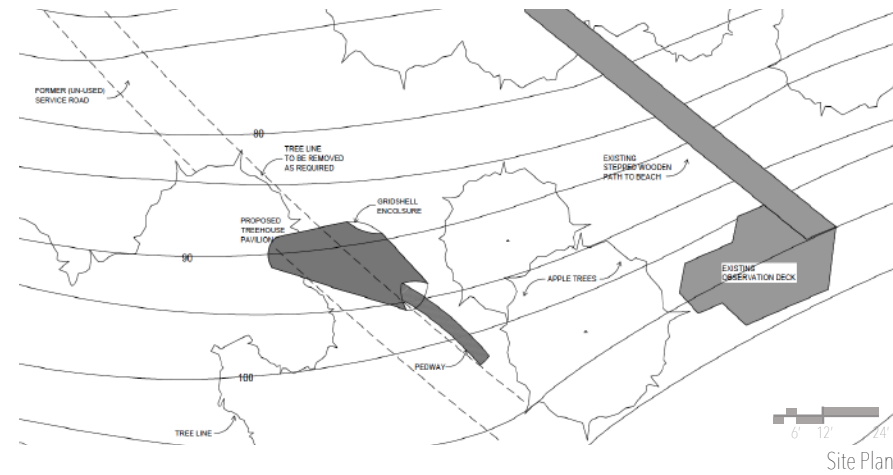 FORMER (UN-USED)
SERVICE ROAD
80
TREE LINE
TO BE REMOVED
AS REQUIRED
EXISTING
STEPPED WOODEN
PATH TO BEACH
GRIDSHELL
ENCOLSURE
PROPOSED
TREEHOUSE
PAVILION
90
EXISTING
OBSERVATION DECK
APPLE TREES
PEDWAY
100
TREE LINE
6' 12' 24'
Site Plan